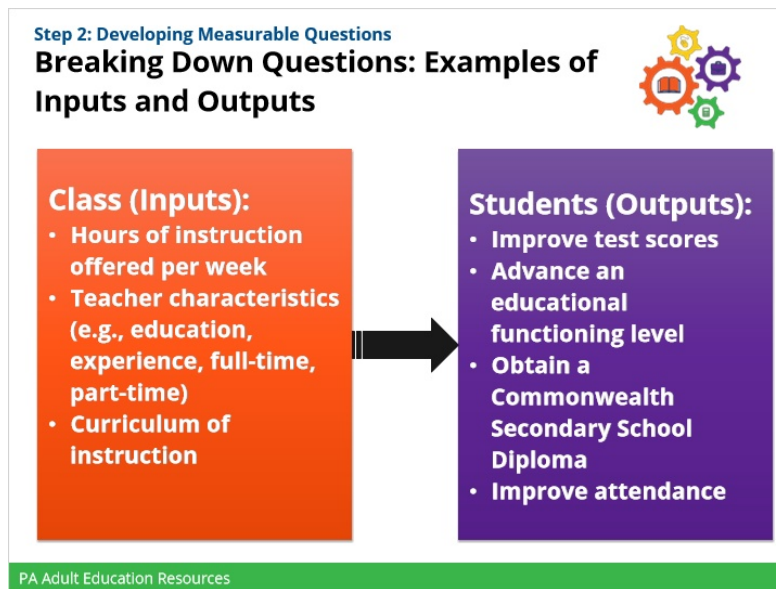 Step 2: Developing Measurable Questions
Breaking Down Questions: Examples of
Inputs and Outputs
Class (Inputs):
• Hours of instruction
offered per week
• Teacher characteristics
(e.g., education,
experience, full-time,
part-time)
• Curriculum of
instruction
Students (Outputs):
• Improve test scores
• Advance an
educational
functioning level
• Obtain a
Commonwealth
Secondary School
Diploma
• Improve attendance
PA Adult Education Resources